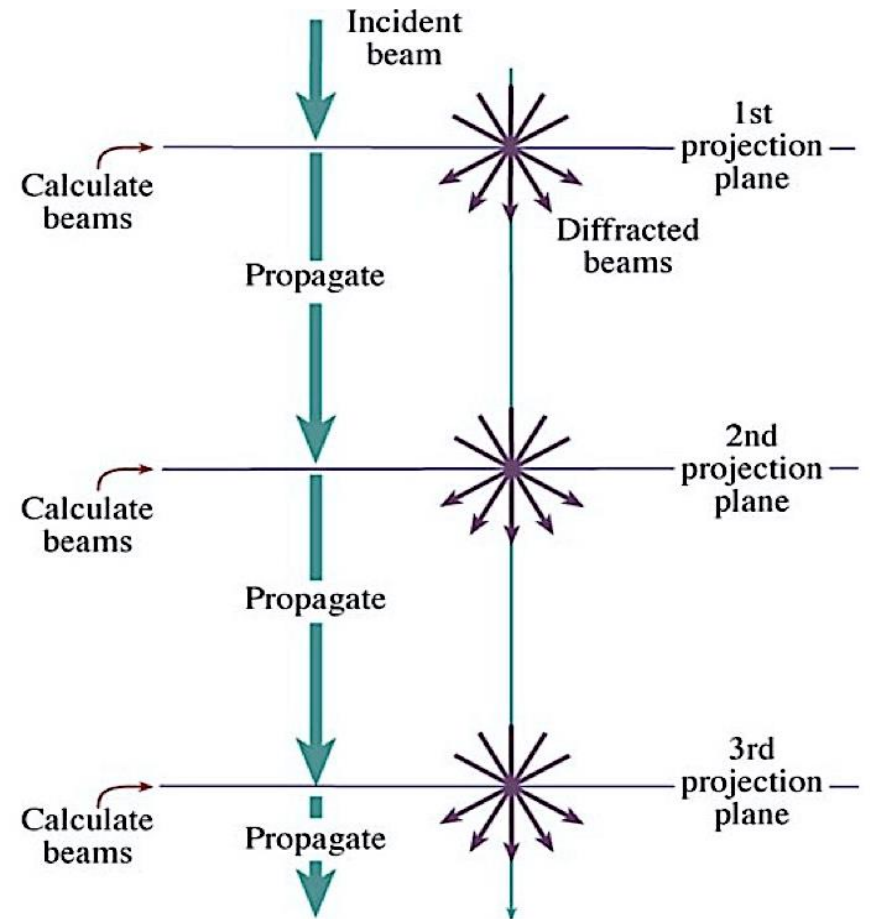 Incident
beam
1st
projection
plane
Calculate
beams
Diffracted
beams
Propagate
2nd
projection
plane
Calculate
beams
Propagate
3rd
projection
plane
Calculate
beams
Propagate